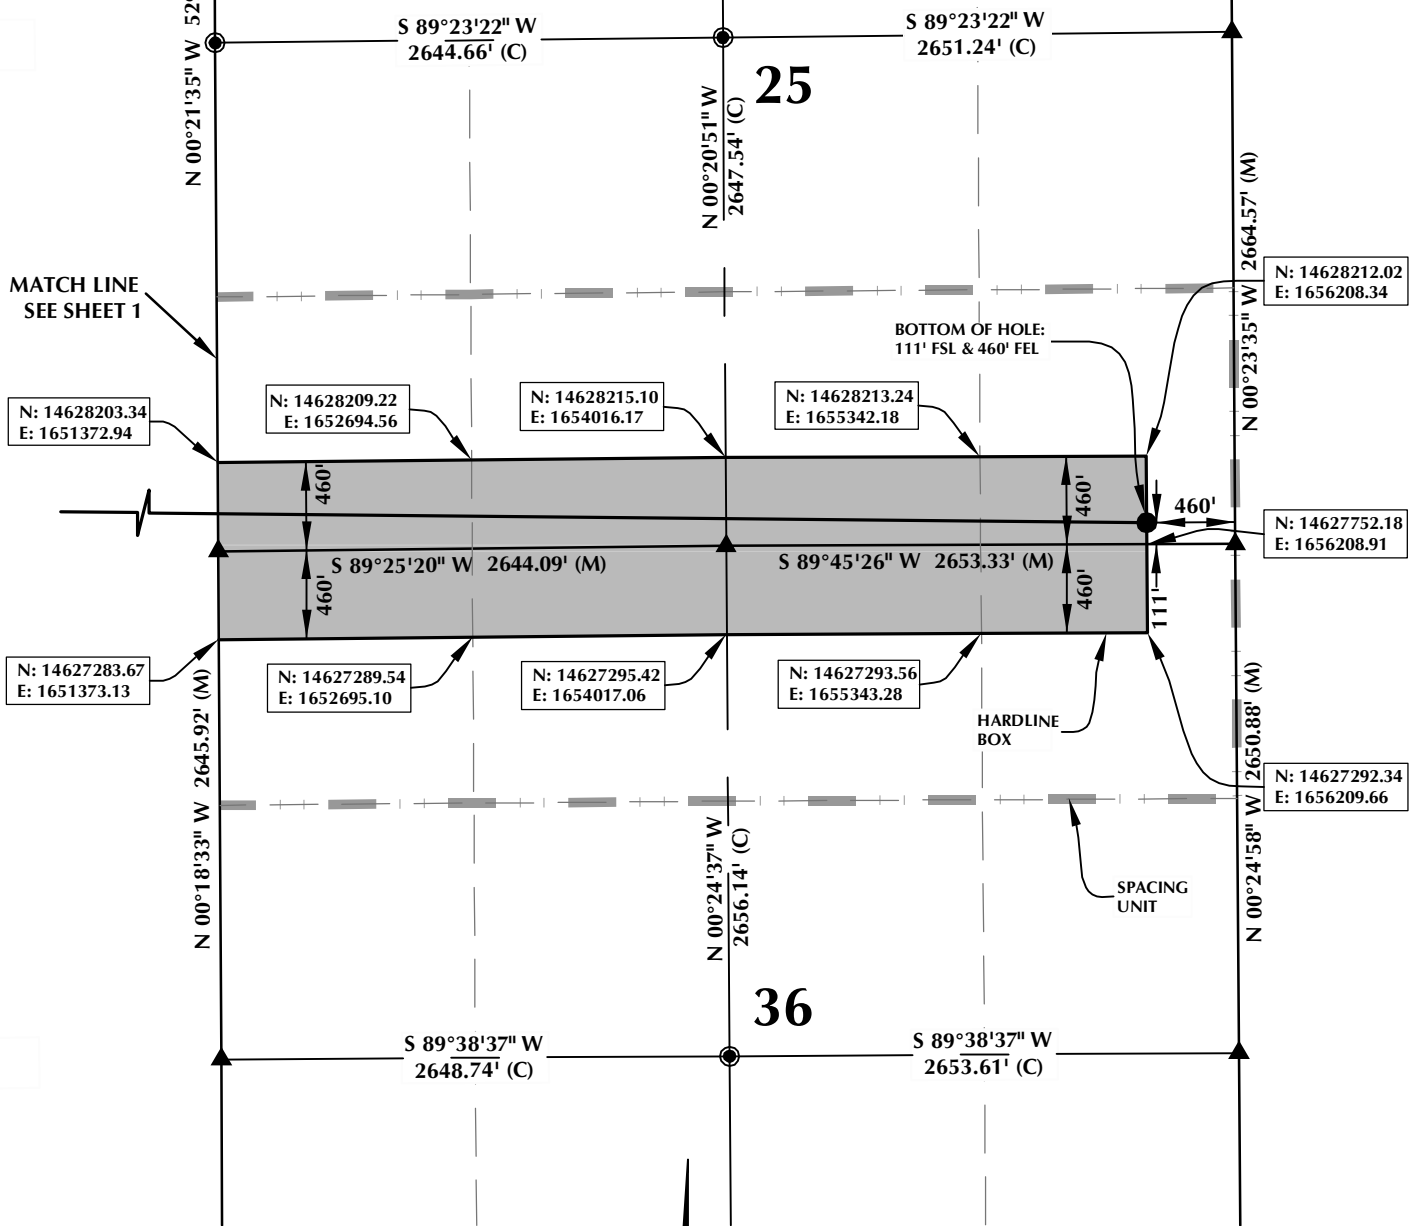 S 89°23'22" W
2644.66' (C)
S 89°23'22" W
2651.24' (C)
N 00°21'35" W 52
25
N 00°20'51" W
2647.54' (C)
N 00°23'35" W 2664.57' (M)
MATCH LINE
SEE SHEET 1
N: 14628212.02
E: 1656208.34
BOTTOM OF HOLE:
111' FSL & 460' FEL
N: 14628203.34
E: 1651372.94
N: 14628209.22
E: 1652694.56
N: 14628215.10
E: 1654016.17
N: 14628213.24
E: 1655342.18
460'
460'
460'
N: 14627752.18
E: 1656208.91
S 89°25'20" W 2644.09' (M)
S 89°45'26" W 2653.33' (M)
460'
460'
111'
N: 14627283.67
E: 1651373.13
N: 14627289.54
E: 1652695.10
N: 14627295.42
E: 1654017.06
N: 14627293.56
E: 1655343.28
HARDLINE
BOX
N: 14627292.34
E: 1656209.66
N 00°18'33" W 2645.92' (M)
N 00°24'37" W
2656.14' (C)
N 00°24'58" W 2650.88' (M)
SPACING
UNIT
36
S 89°38'37" W
2648.74' (C)
S 89°38'37" W
2653.61' (C)